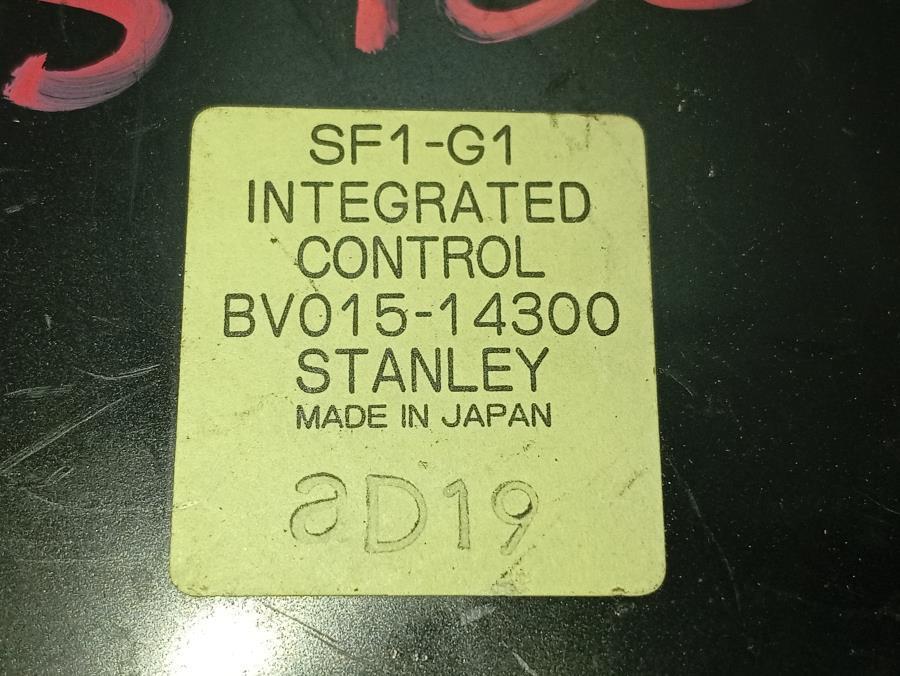 SF1-G1
INTEGRATED
CONTROL
BV015-14300
STANLEY
MADE IN JAPAN
aD19